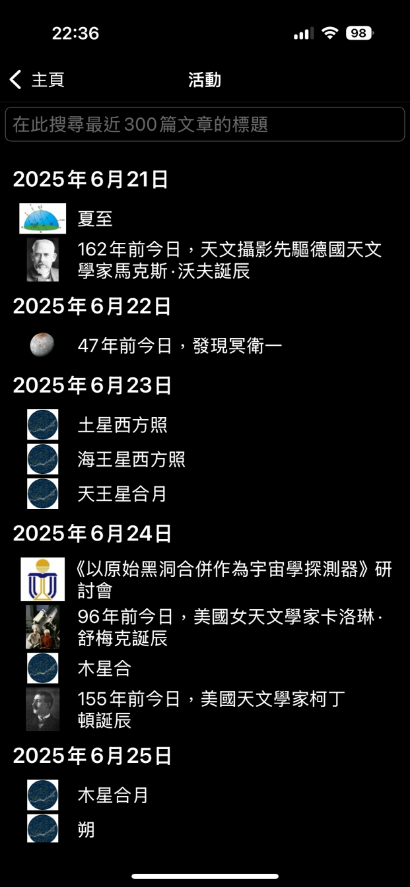 22:36
98
主頁
活動
在此搜尋最近300篇文章的標題
2025年6月21日
夏至
162年前今日，天文攝影先驅德國天文
學家馬克斯·沃夫誕辰
2025年6月22日
47年前今日，發現冥衛一
2025年6月23日
土星西方照
海王星西方照
天王星合月
2025年6月24日
《以原始黑洞合併作為宇宙學探測器》研
討會
96年前今日，美國女天文學家卡洛琳·
舒梅克誕辰
木星合
155年前今日，美國天文學家柯丁
頓誕辰
2025年6月25日
木星合月
朔